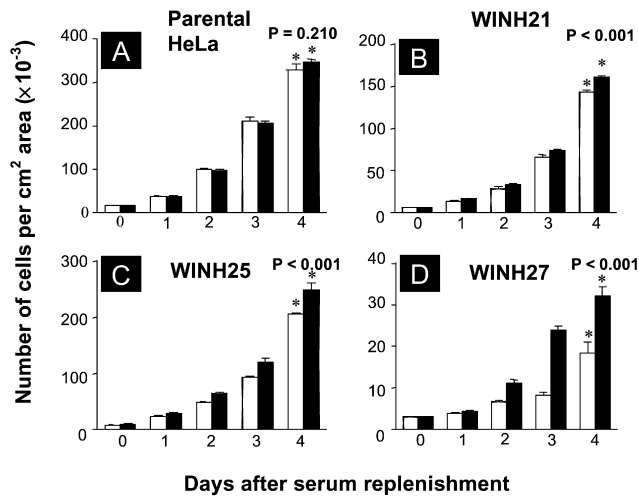 Number of cells per cm² area (×10⁻³)
A
Parental
HeLa
P = 0.210
400
300
200
100
0
* *
0 1 2 3 4
B
WINH21
P < 0.001
200
150
100
50
0
* *
0 1 2 3 4
C
WINH25
P < 0.001
300
200
100
0
* *
0 1 2 3 4
D
WINH27
P < 0.001
40
30
20
10
0
* *
0 1 2 3 4
Days after serum replenishment